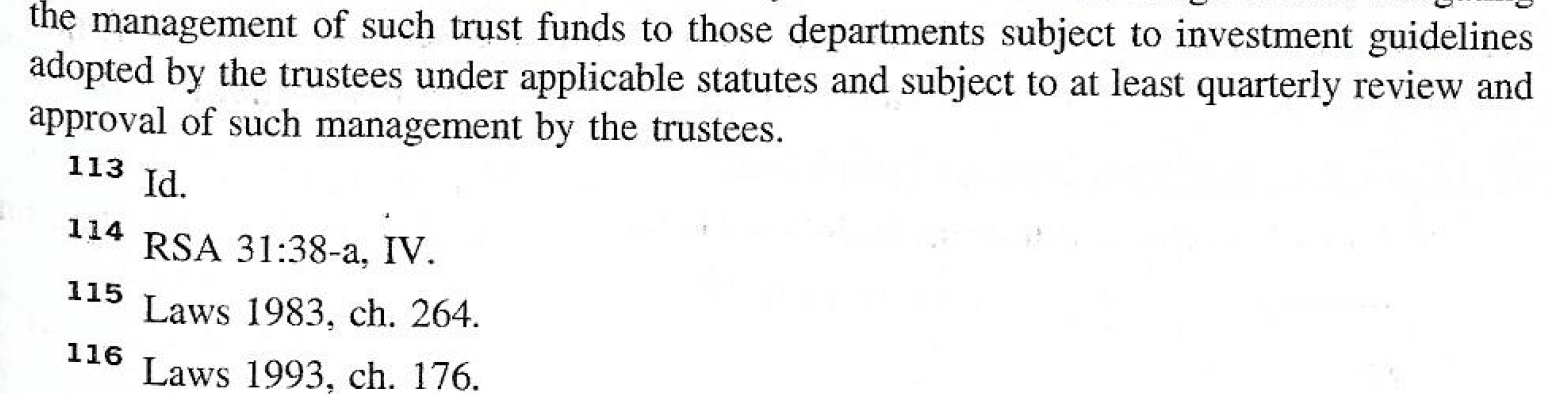 the management of such trust funds to those departments subject to investment guidelines
adopted by the trustees under applicable statutes and subject to at least quarterly review and
approval of such management by the trustees.
113 Id.
114 RSA 31:38-a, IV.
115 Laws 1983, ch. 264.
116 Laws 1993, ch. 176.